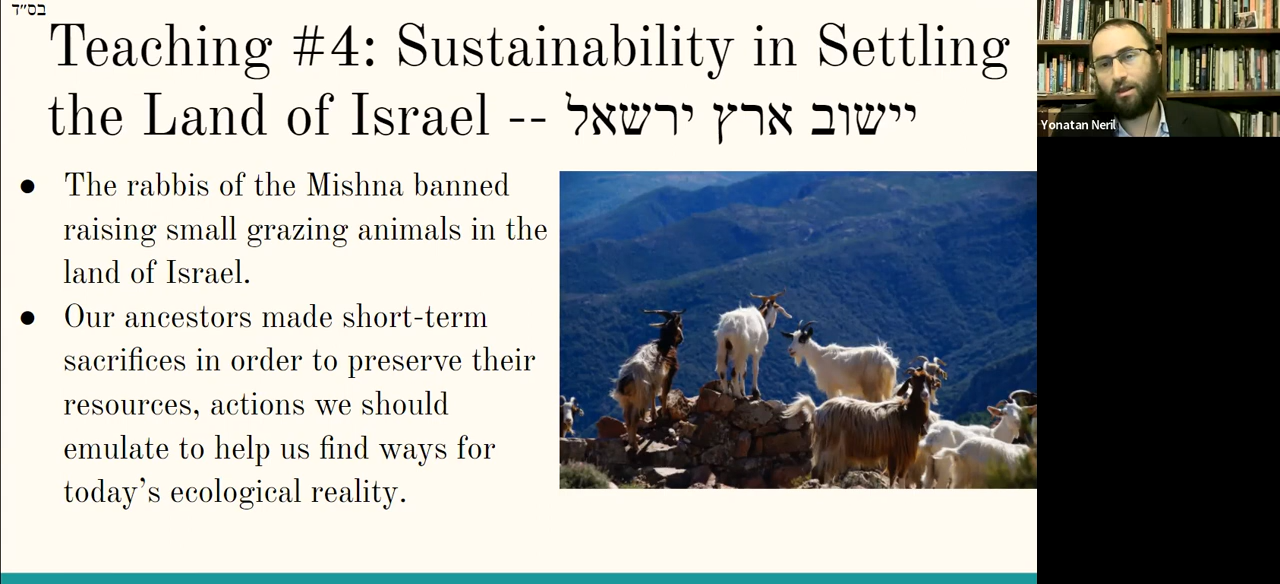 בס״ד
Teaching #4: Sustainability in Settling
the Land of Israel -- יישוב ארץ ירשאל
● The rabbis of the Mishna banned
raising small grazing animals in the
land of Israel.
● Our ancestors made short-term
sacrifices in order to preserve their
resources, actions we should
emulate to help us find ways for
today’s ecological reality.
Yonatan Neril